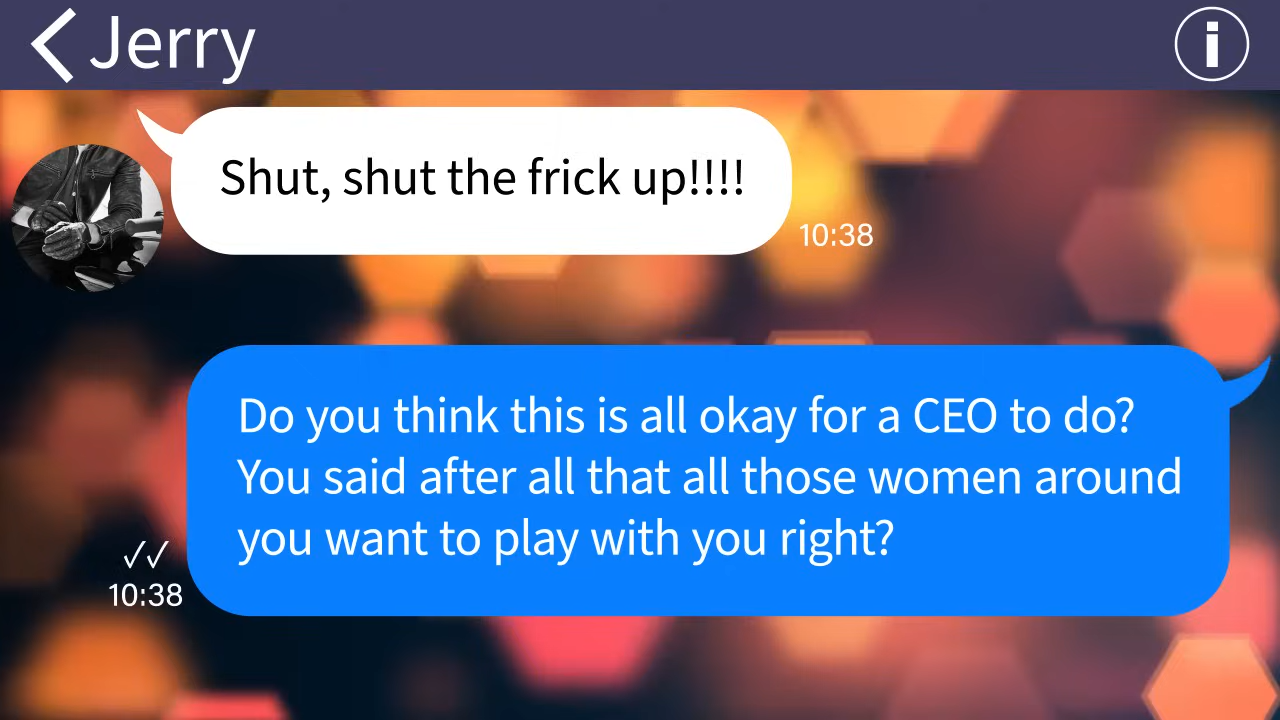 Jerry
i
Shut, shut the frick up!!!!
10:38
Do you think this is all okay for a CEO to do?
You said after all that all those women around
you want to play with you right?
10:38